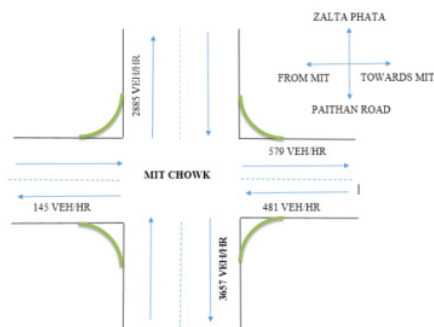 ZALTA PHATA
FROM MIT
TOWARDS MIT
PAITHAN ROAD
2885 VEH/HR
579 VEH/HR
MIT CHOWK
145 VEH/HR
481 VEH/HR
3657 VEH/HR